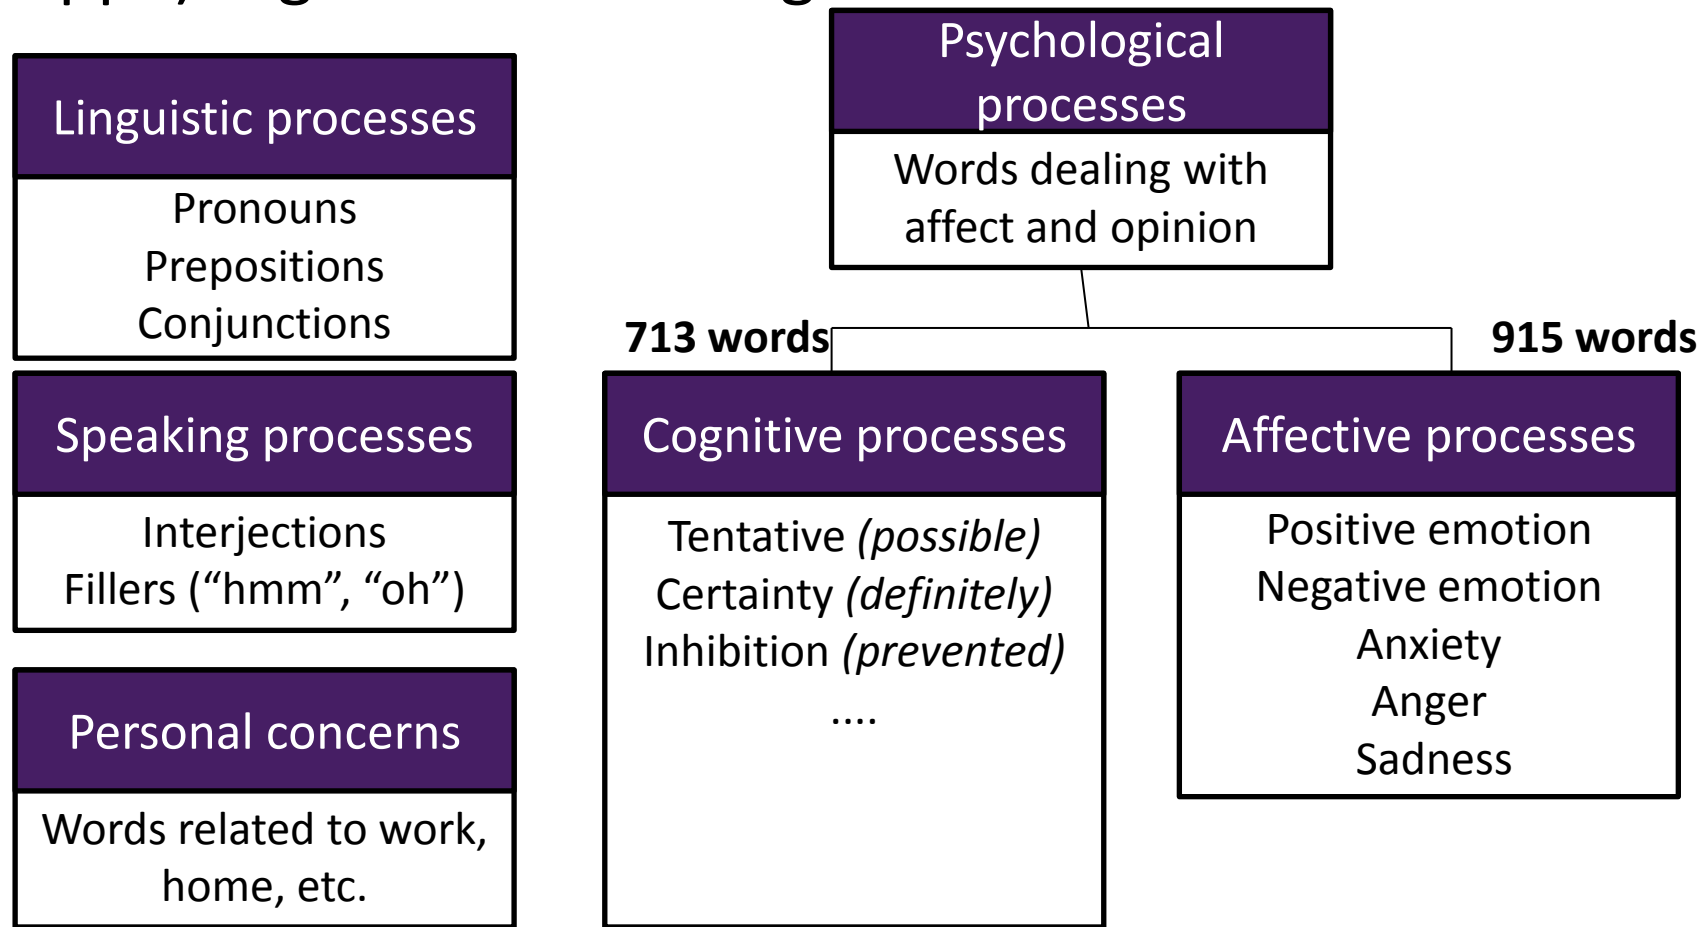 Linguistic processes
Pronouns
Prepositions
Conjunctions
Speaking processes
Interjections
Fillers (“hmm”, “oh”)
Personal concerns
Words related to work,
home, etc.
Psychological
processes
Words dealing with
affect and opinion
713 words
Cognitive processes
Tentative (possible)
Certainty (definitely)
Inhibition (prevented)
....
915 words
Affective processes
Positive emotion
Negative emotion
Anxiety
Anger
Sadness